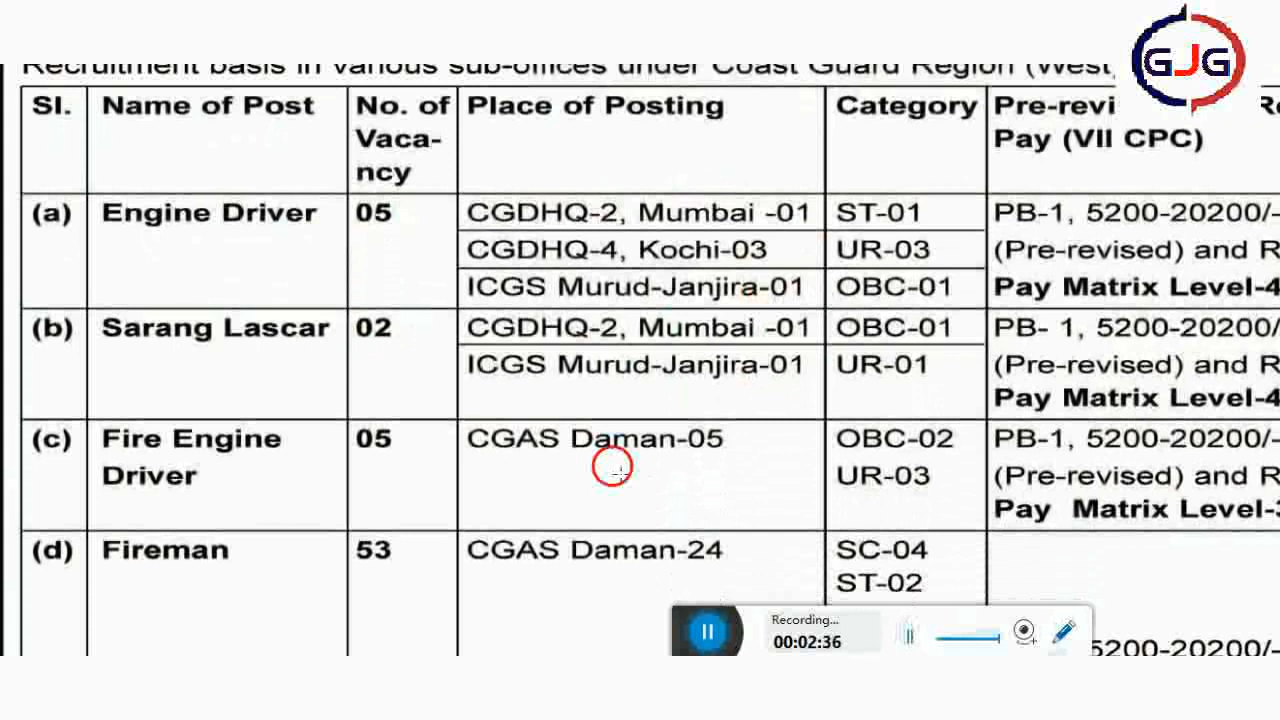 Recruitment basis in various sub-offices under Coast Guard Region (West
GJG
Sl. Name of Post No. of Vaca-ncy Place of Posting Category Pre-revis Re
Pay (VII CPC)
(a) Engine Driver 05 CGDHQ-2, Mumbai -01 ST-01 PB-1, 5200-20200/-
CGDHQ-4, Kochi-03 UR-03 (Pre-revised) and R
ICGS Murud-Janjira-01 OBC-01 Pay Matrix Level-4
(b) Sarang Lascar 02 CGDHQ-2, Mumbai -01 OBC-01 PB- 1, 5200-20200/
ICGS Murud-Janjira-01 UR-01 (Pre-revised) and R
Pay Matrix Level-4
(c) Fire Engine 05 CGAS Daman-05 OBC-02 PB-1, 5200-20200/-
Driver UR-03 (Pre-revised) and R
Pay Matrix Level-3
(d) Fireman 53 CGAS Daman-24 SC-04
ST-02
Recording...
00:02:36
5200-20200/-